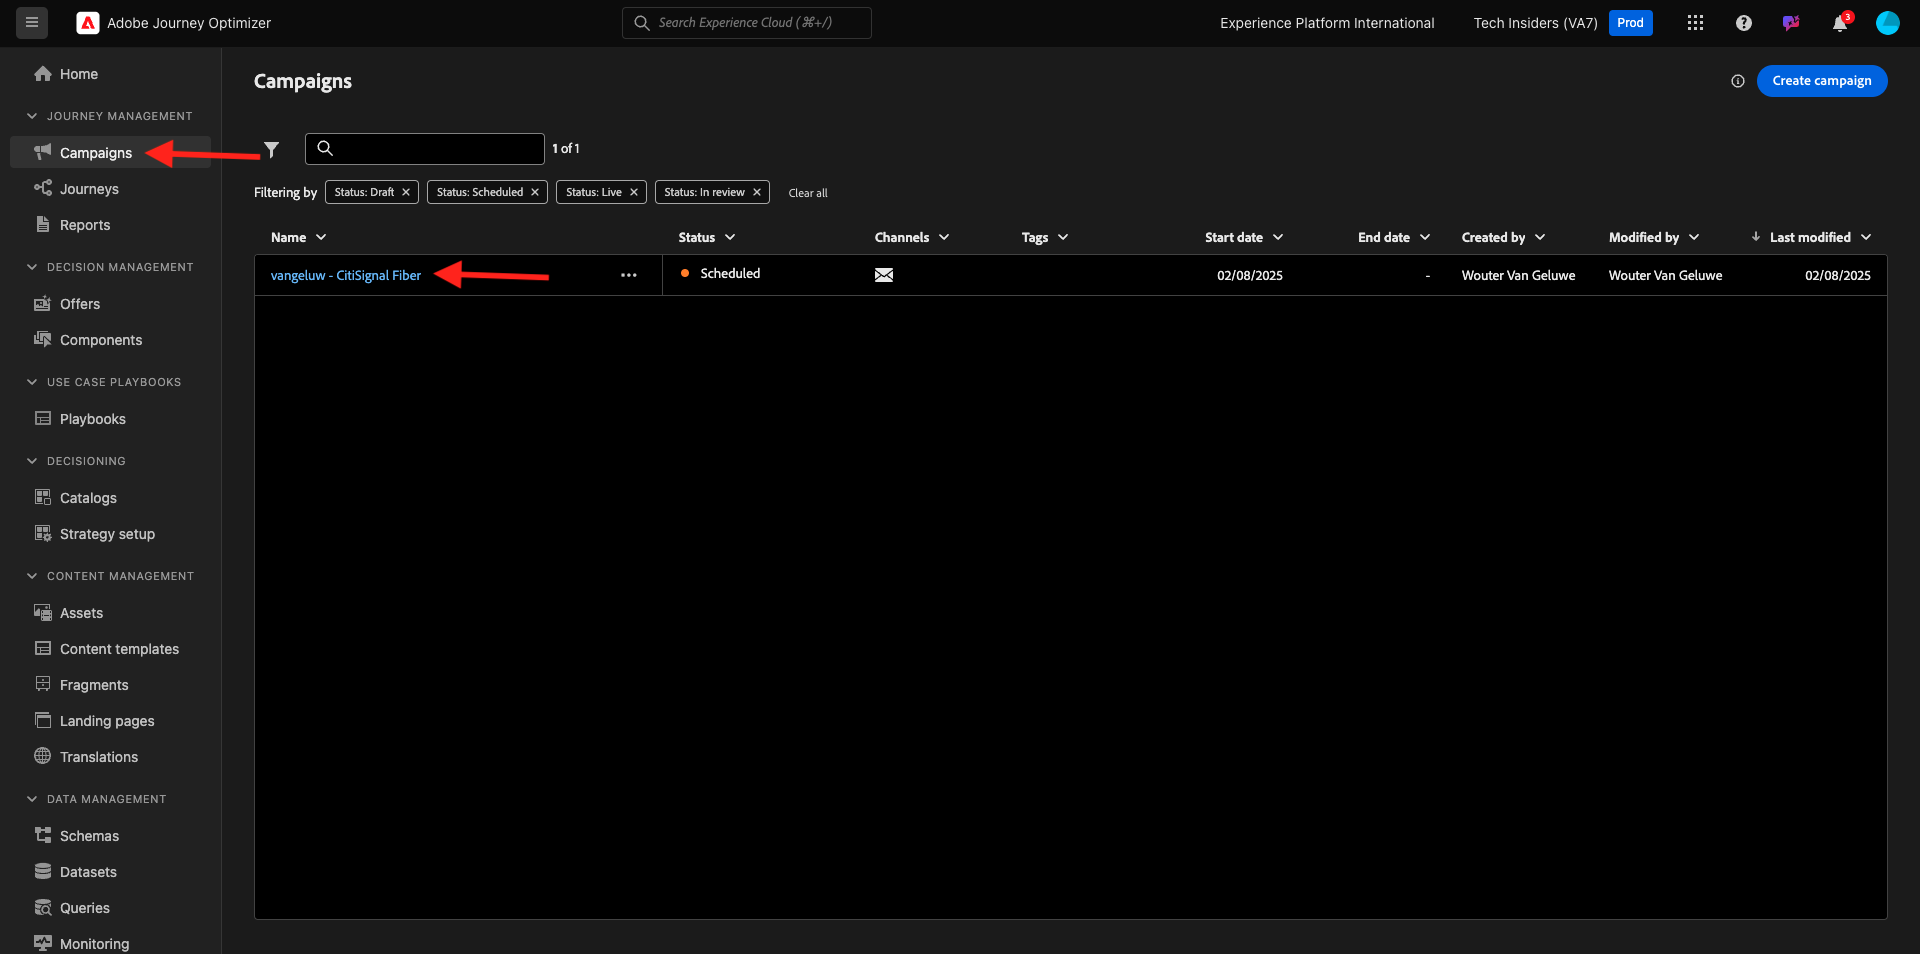 Adobe Journey Optimizer
Search Experience Cloud (⌘+/)
Experience Platform International
Tech Insiders (VA7)
Prod
3
Home
JOURNEY MANAGEMENT
Campaigns
Journeys
Reports
DECISION MANAGEMENT
Offers
Components
USE CASE PLAYBOOKS
Playbooks
DECISIONING
Catalogs
Strategy setup
CONTENT MANAGEMENT
Assets
Content templates
Fragments
Landing pages
Translations
DATA MANAGEMENT
Schemas
Datasets
Queries
Monitoring
Campaigns
Create campaign
1 of 1
Filtering by Status: Draft Status: Scheduled Status: Live Status: In review Clear all
Name Status Channels Tags Start date End date Created by Modified by Last modified
vangeluw - CitiSignal Fiber Scheduled 02/08/2025 - Wouter Van Geluwe Wouter Van Geluwe 02/08/2025